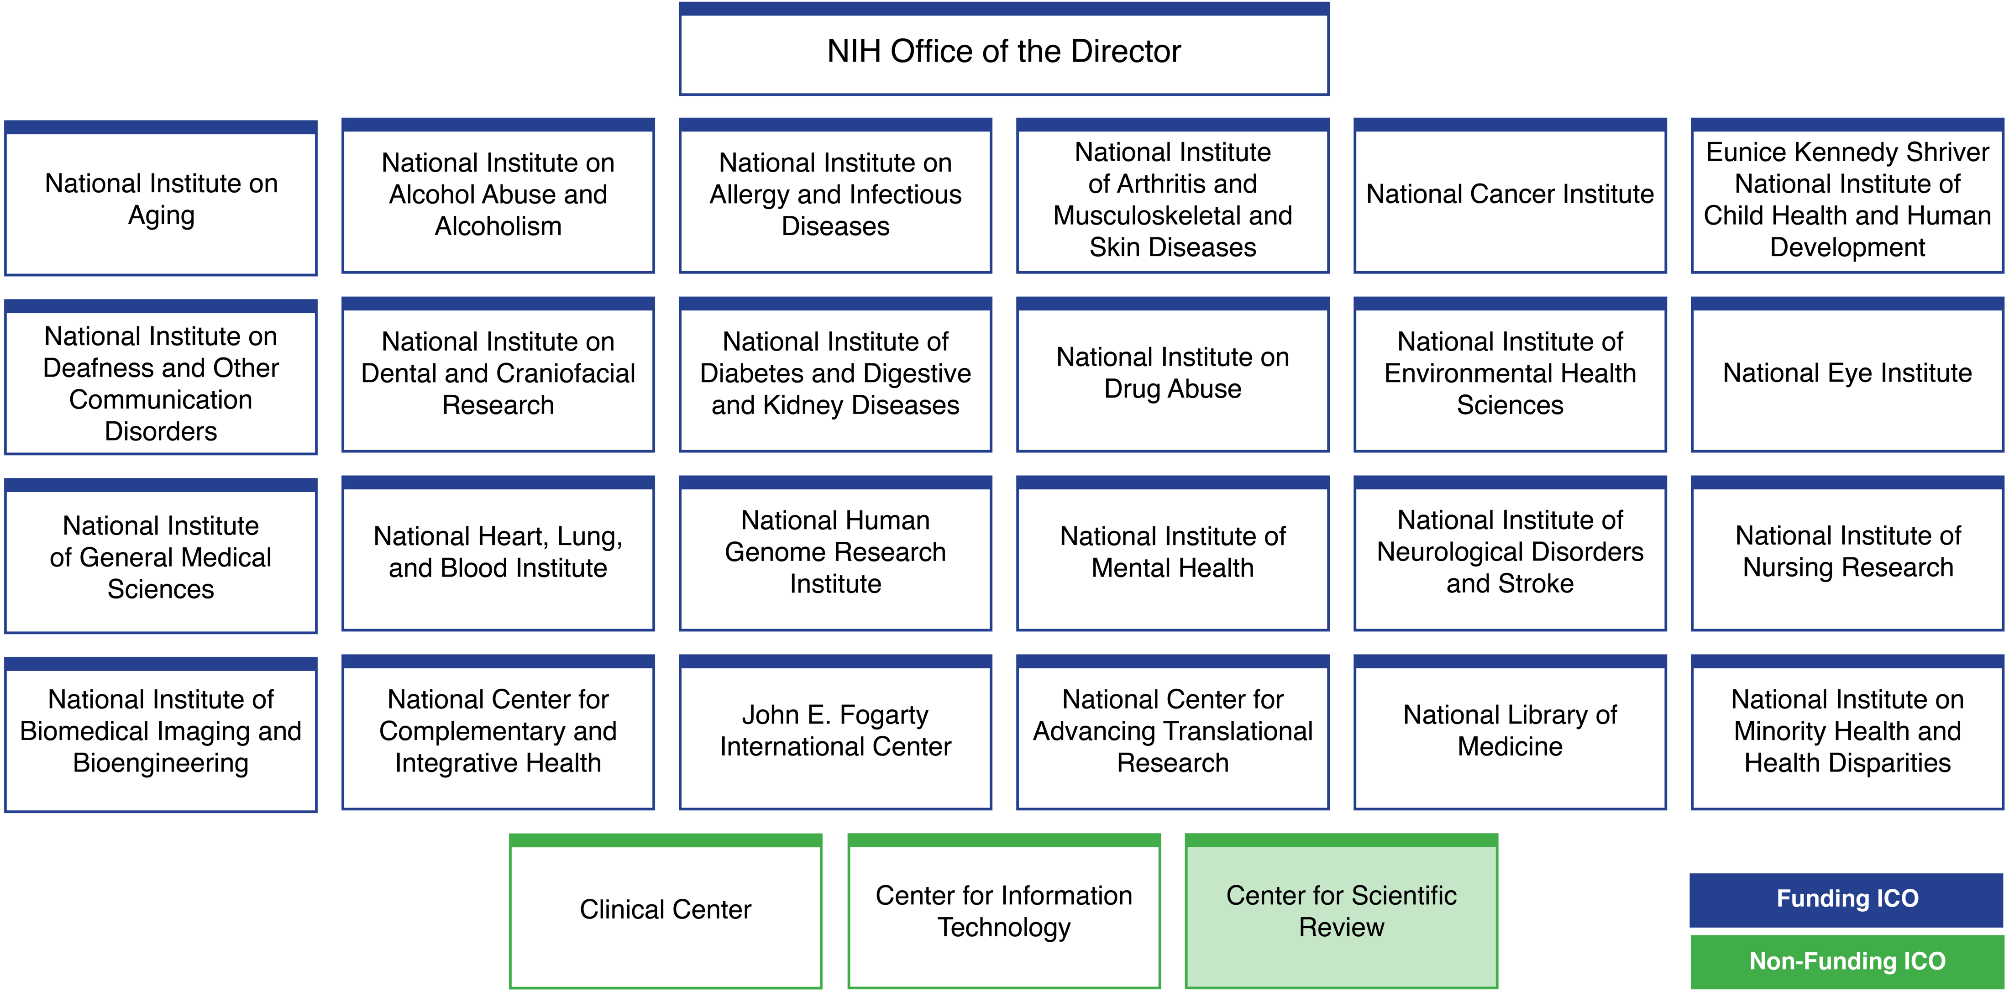 NIH Office of the Director
National Institute on
Aging
National Institute on
Alcohol Abuse and
Alcoholism
National Institute on
Allergy and Infectious
Diseases
National Institute
of Arthritis and
Musculoskeletal and
Skin Diseases
National Cancer Institute
Eunice Kennedy Shriver
National Institute of
Child Health and Human
Development
National Institute on
Deafness and Other
Communication
Disorders
National Institute on
Dental and Craniofacial
Research
National Institute of
Diabetes and Digestive
and Kidney Diseases
National Institute on
Drug Abuse
National Institute of
Environmental Health
Sciences
National Eye Institute
National Institute
of General Medical
Sciences
National Heart, Lung,
and Blood Institute
National Human
Genome Research
Institute
National Institute of
Mental Health
National Institute of
Neurological Disorders
and Stroke
National Institute of
Nursing Research
National Institute of
Biomedical Imaging and
Bioengineering
National Center for
Complementary and
Integrative Health
John E. Fogarty
International Center
National Center for
Advancing Translational
Research
National Library of
Medicine
National Institute on
Minority Health and
Health Disparities
Clinical Center
Center for Information
Technology
Center for Scientific
Review
Funding ICO
Non-Funding ICO